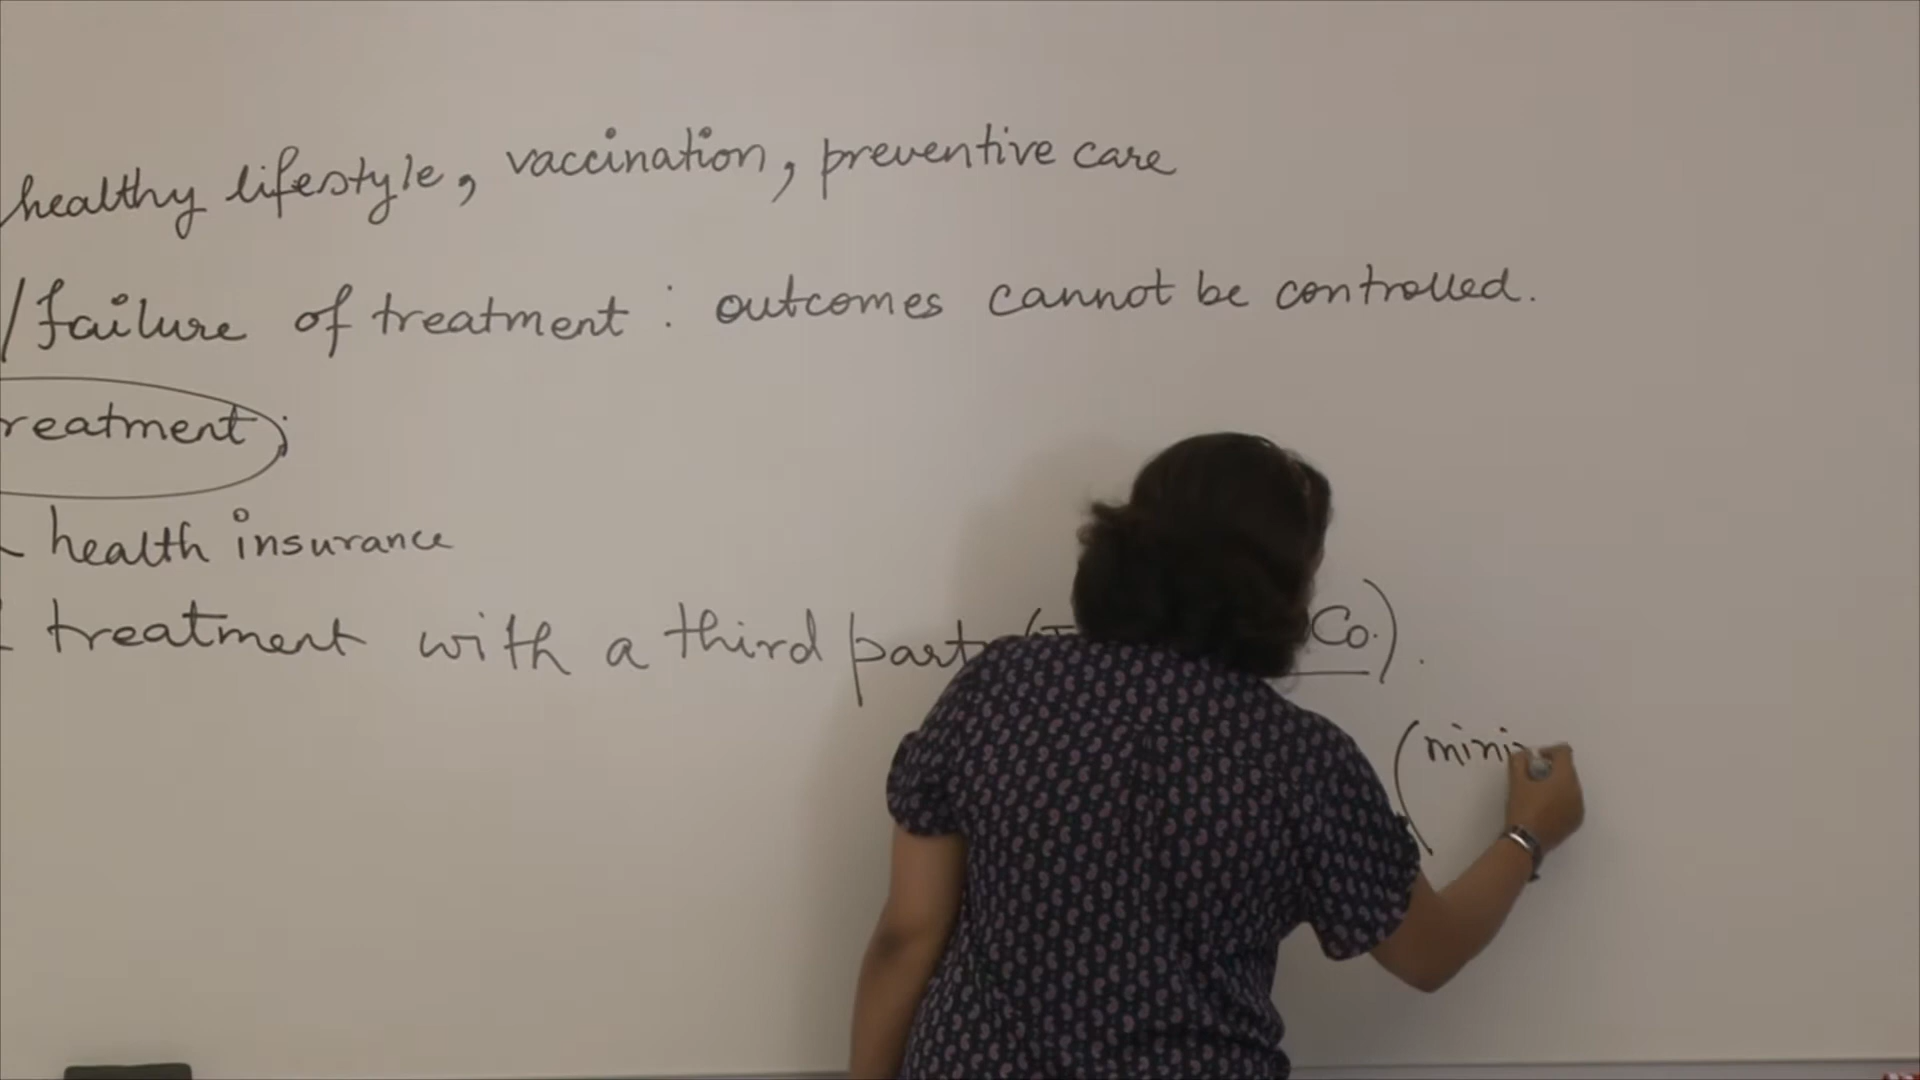 healthy lifestyle, vaccination, preventive care
/failure of treatment : outcomes cannot be controlled.
reatment
health insurance
treatment with a third part Co.).
(mini